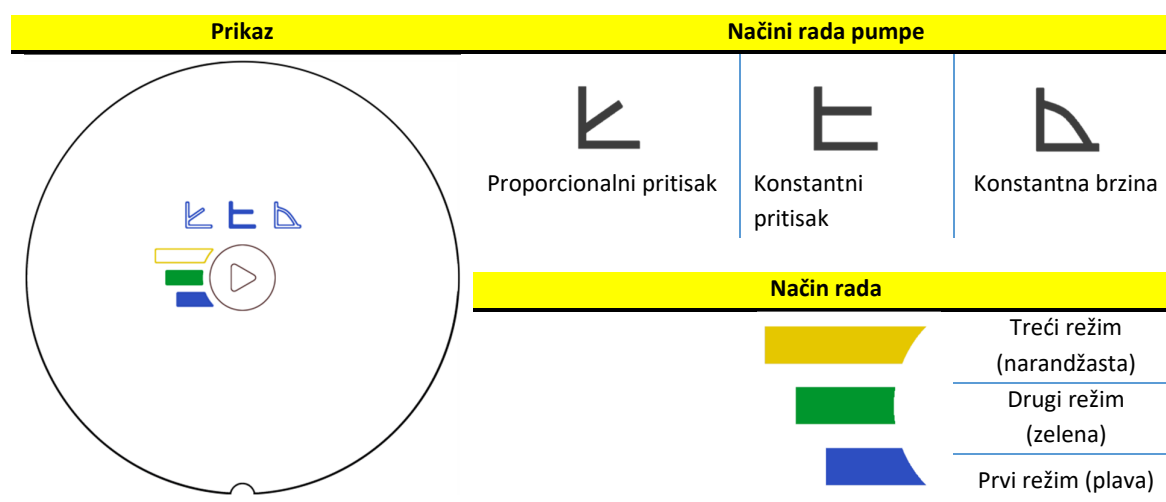 Prikaz
Načini rada pumpe
Proporcionalni pritisak
Konstantni
pritisak
Konstantna brzina
Način rada
Treći režim
(narandžasta)
Drugi režim
(zelena)
Prvi režim (plava)